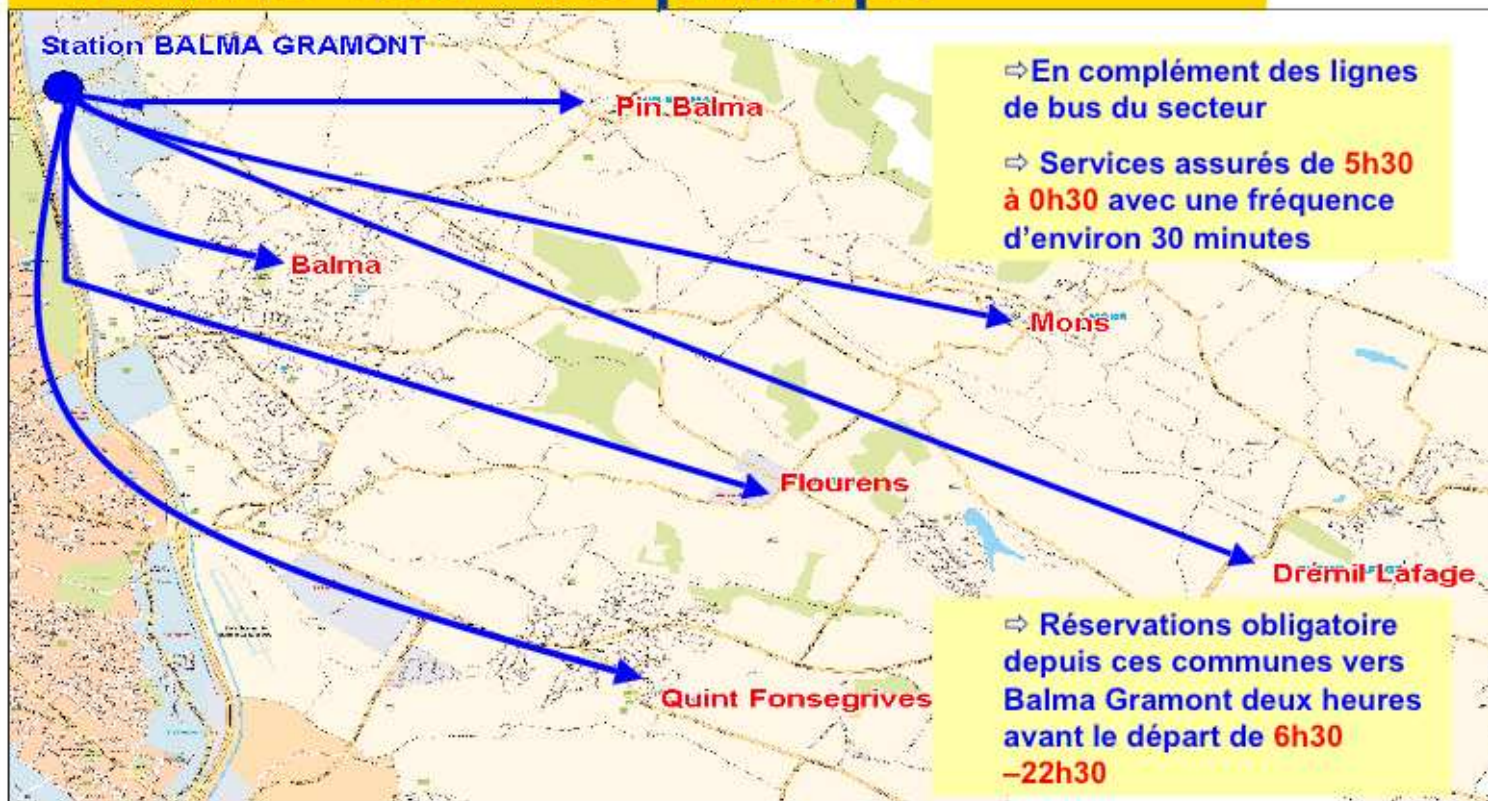 Station BALMA GRAMONT
⇨En complément des lignes
de bus du secteur
⇨ Services assurés de 5h30
à 0h30 avec une fréquence
d'environ 30 minutes
Pin Balma
Balma
Mons
Flourens
Drémil Lafage
Quint Fonsegrives
⇨ Réservations obligatoire
depuis ces communes vers
Balma Gramont deux heures
avant le départ de 6h30
–22h30